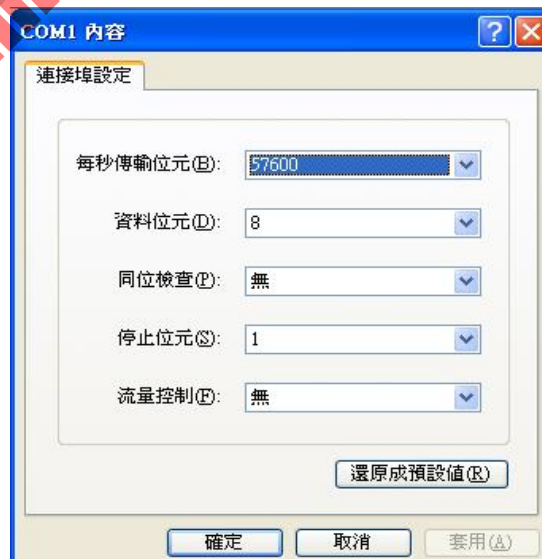 COM1 內容
連接埠設定
每秒傳輸位元(B): 57600
資料位元(D): 8
同位檢查(P): 無
停止位元(S): 1
流量控制(F): 無
還原成預設值(R)
確定 取消 套用(A)